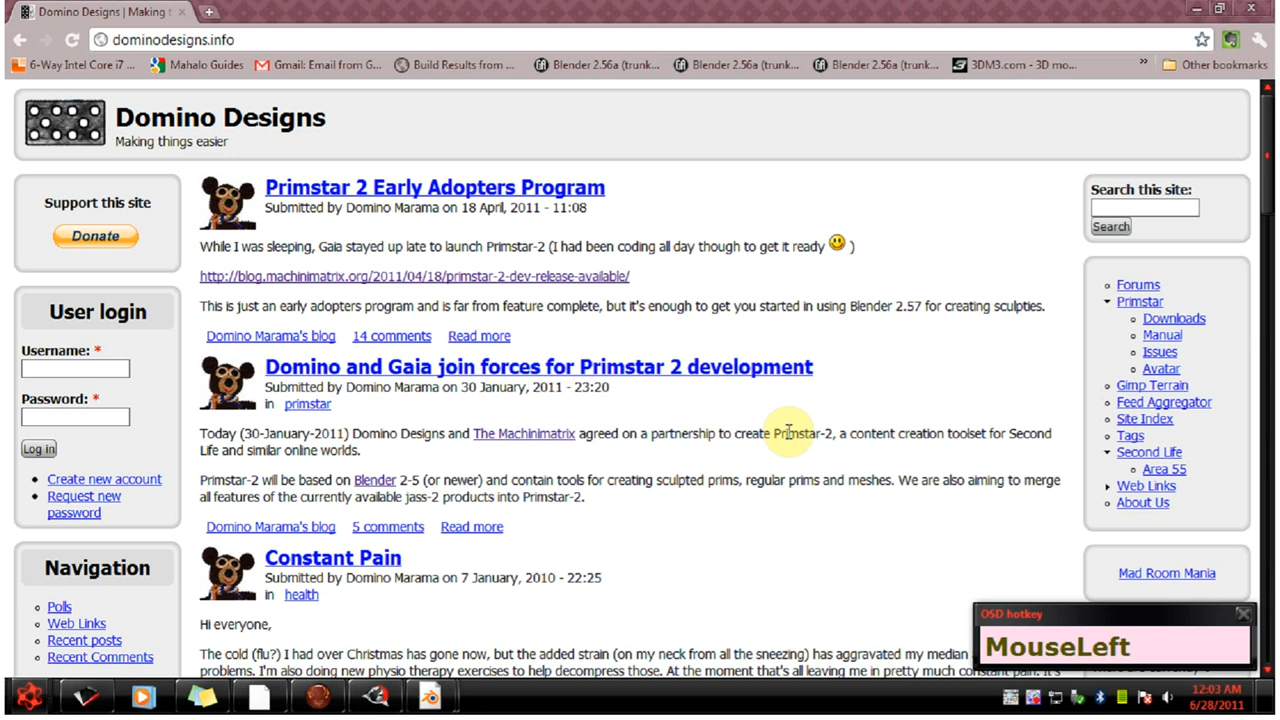 Domino Designs | Making t
dominodesigns.info
6-Way Intel Core i7 ...
Mahalo Guides
Gmail: Email from G...
Build Results from ...
Blender 2.56a (trunk...
Blender 2.56a (trunk...
Blender 2.56a (trunk...
3DM3.com - 3D mo...
»
Other bookmarks
Domino Designs
Making things easier
Support this site
Donate
User login
Username: *
Password: *
Log in
Create new account
Request new
password
Navigation
Polls
Web Links
Recent posts
Recent Comments
Primstar 2 Early Adopters Program
Submitted by Domino Marama on 18 April, 2011 - 11:08
While I was sleeping, Gaia stayed up late to launch Primstar-2 (I had been coding all day though to get it ready )
http://blog.machinimatrix.org/2011/04/18/primstar-2-dev-release-available/
This is just an early adopters program and is far from feature complete, but it's enough to get you started in using Blender 2.57 for creating sculpties.
Domino Marama's blog 14 comments Read more
Domino and Gaia join forces for Primstar 2 development
Submitted by Domino Marama on 30 January, 2011 - 23:20
in primstar
Today (30-January-2011) Domino Designs and The Machinimatrix agreed on a partnership to create Primstar-2, a content creation toolset for Second
Life and similar online worlds.
Primstar-2 will be based on Blender 2-5 (or newer) and contain tools for creating sculpted prims, regular prims and meshes. We are also aiming to merge
all features of the currently available jass-2 products into Primstar-2.
Domino Marama's blog 5 comments Read more
Constant Pain
Submitted by Domino Marama on 7 January, 2010 - 22:25
in health
Hi everyone,
The cold (flu?) I had over Christmas has gone now, but the added strain (on my neck from all the sneezing) has aggravated my median
problems. I'm also doing new physio therapy exercises to help decompress those. At the moment that's all leaving me in pretty much constant pain. It's
Search this site:
Search
Forums
Primstar
Downloads
Manual
Issues
Avatar
Gimp Terrain
Feed Aggregator
Site Index
Tags
Second Life
Area 55
Web Links
About Us
Mad Room Mania
OSD hotkey
MouseLeft
12:03 AM
6/28/2011